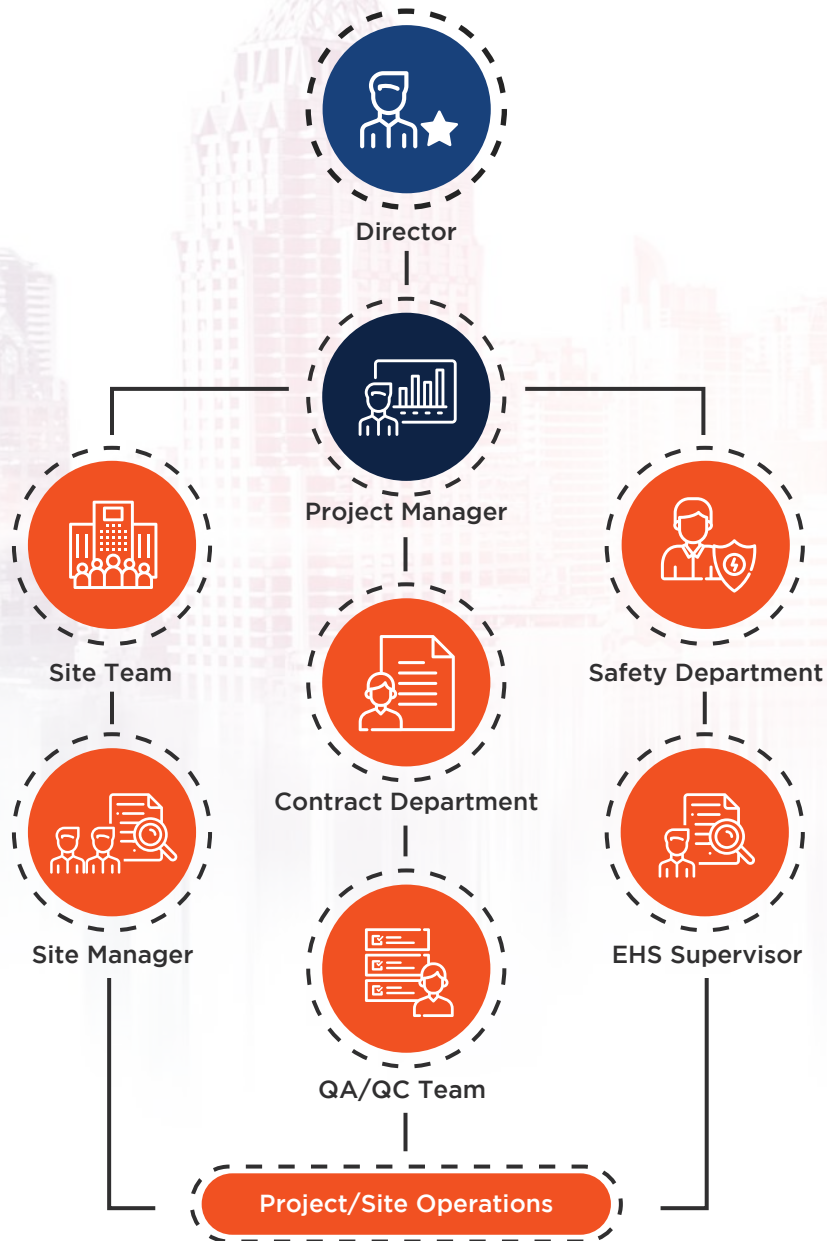 Director
Project Manager
Site Team
Safety Department
Contract Department
Site Manager
EHS Supervisor
QA/QC Team
Project/Site Operations